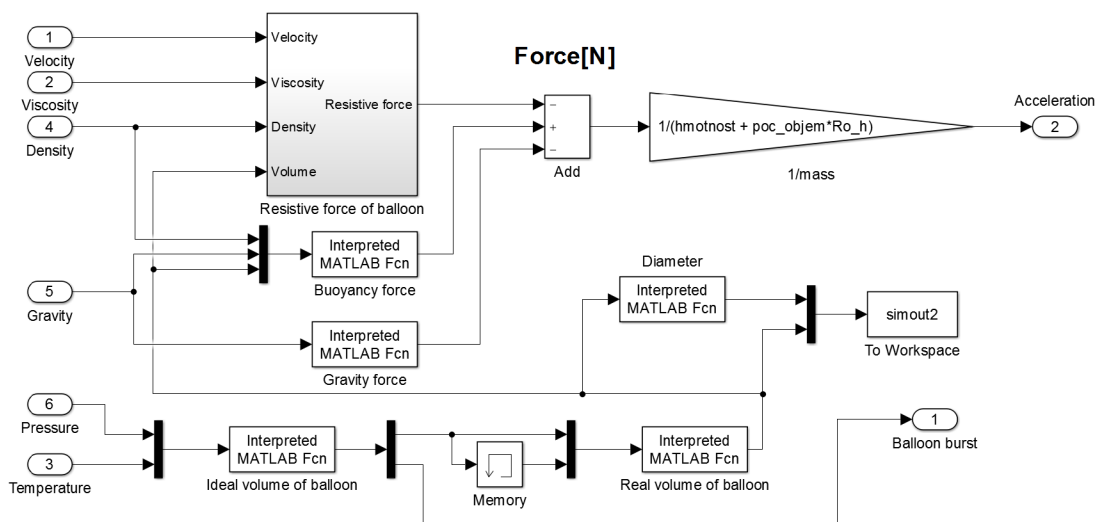 1
Velocity
2
Viscosity
4
Density
Velocity
Viscosity
Density
Volume
Resistive force
Resistive force of balloon
Force[N]
−
+
−
Add
1/(hmotnost + poc_objem*Ro_h)
1/mass
Acceleration
2
Interpreted
MATLAB Fcn
Buoyancy force
5
Gravity
Interpreted
MATLAB Fcn
Gravity force
Diameter
Interpreted
MATLAB Fcn
simout2
To Workspace
6
Pressure
3
Temperature
Interpreted
MATLAB Fcn
Ideal volume of balloon
Memory
Interpreted
MATLAB Fcn
Real volume of balloon
1
Balloon burst